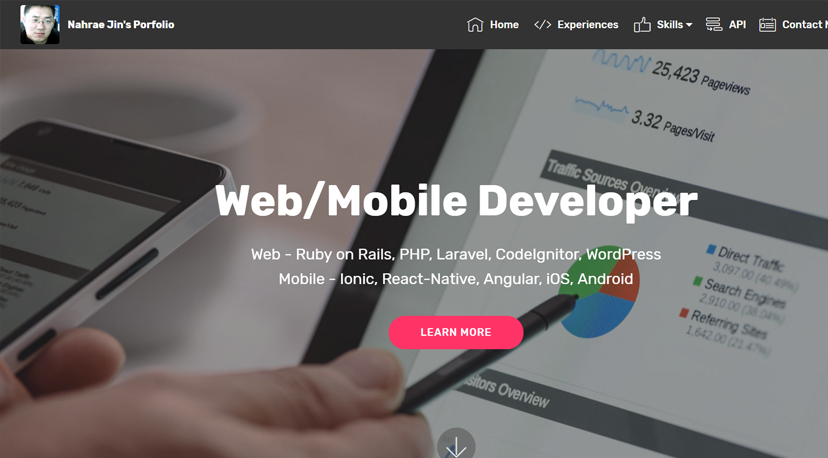 Nahrae Jin's Porfolio
Home
Experiences
Skills
API
Contact
25,423 Pageviews
3.32 Pages/Visit
Traffic Sources Overview
Web/Mobile Developer
Web - Ruby on Rails, PHP, Laravel, CodeIgnitor, WordPress
Mobile - Ionic, React-Native, Angular, iOS, Android
Direct Traffic
3,097.00 (40.49%)
Search Engines
2,910.00 (38.04%)
Referring Sites
1,642.00 (21.47%)
LEARN MORE
Visitors Overview